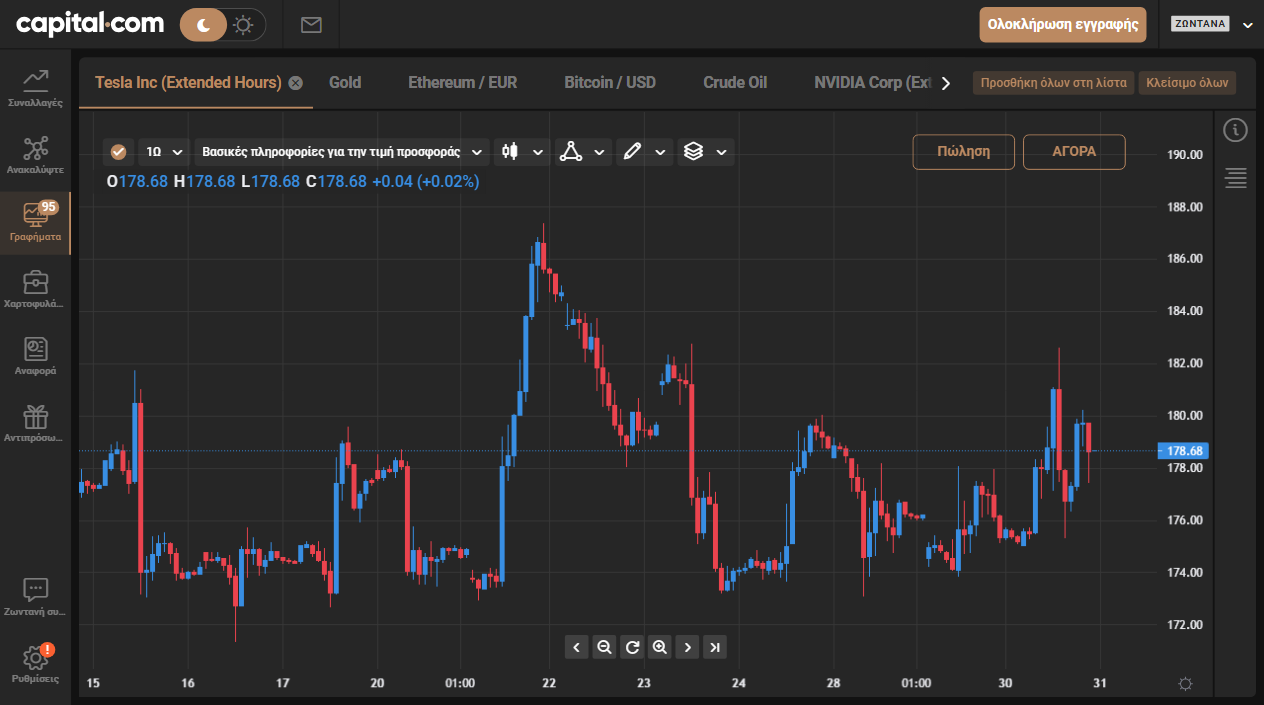 capital.com
Ολοκλήρωση εγγραφής
ΖΩΝΤΑΝΑ
Tesla Inc (Extended Hours)
Gold
Ethereum / EUR
Bitcoin / USD
Crude Oil
NVIDIA Corp (Ext
Προσθήκη όλων στη λίστα
Κλείσιμο όλων
Συναλλαγές
Ανακαλύψτε
95
Γραφήματα
Χαρτοφυλά...
Αναφορά
Αντιπρόσω...
Ζωντανή συ...
!
Ρυθμίσεις
1Ω
Βασικές πληροφορίες για την τιμή προσφοράς
Πώληση
ΑΓΟΡΑ
O178.68 H178.68 L178.68 C178.68 +0.04 (+0.02%)
190.00
188.00
186.00
184.00
182.00
180.00
178.68
178.00
176.00
174.00
172.00
15 16 17 20 01:00 22 23 24 28 01:00 30 31